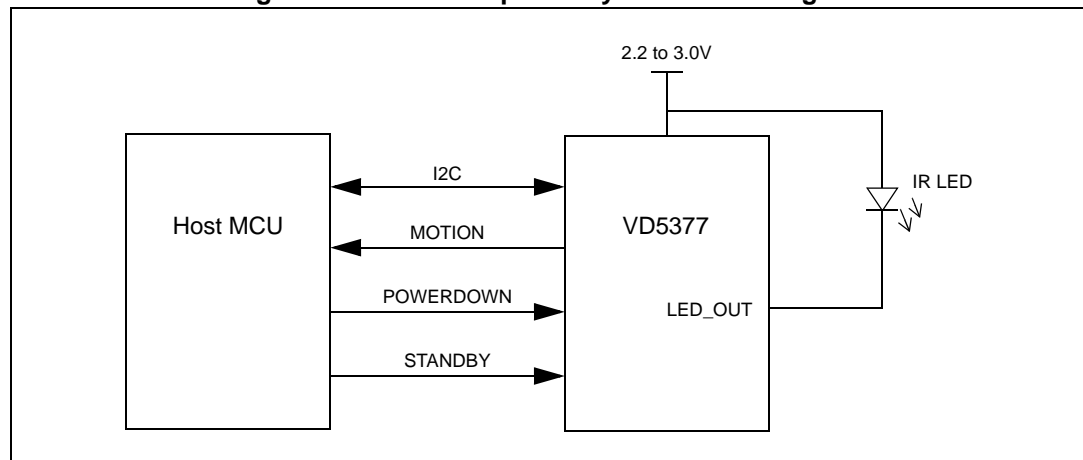 2.2 to 3.0V
I2C
IR LED
Host MCU
MOTION
VD5377
POWERDOWN
LED_OUT
STANDBY